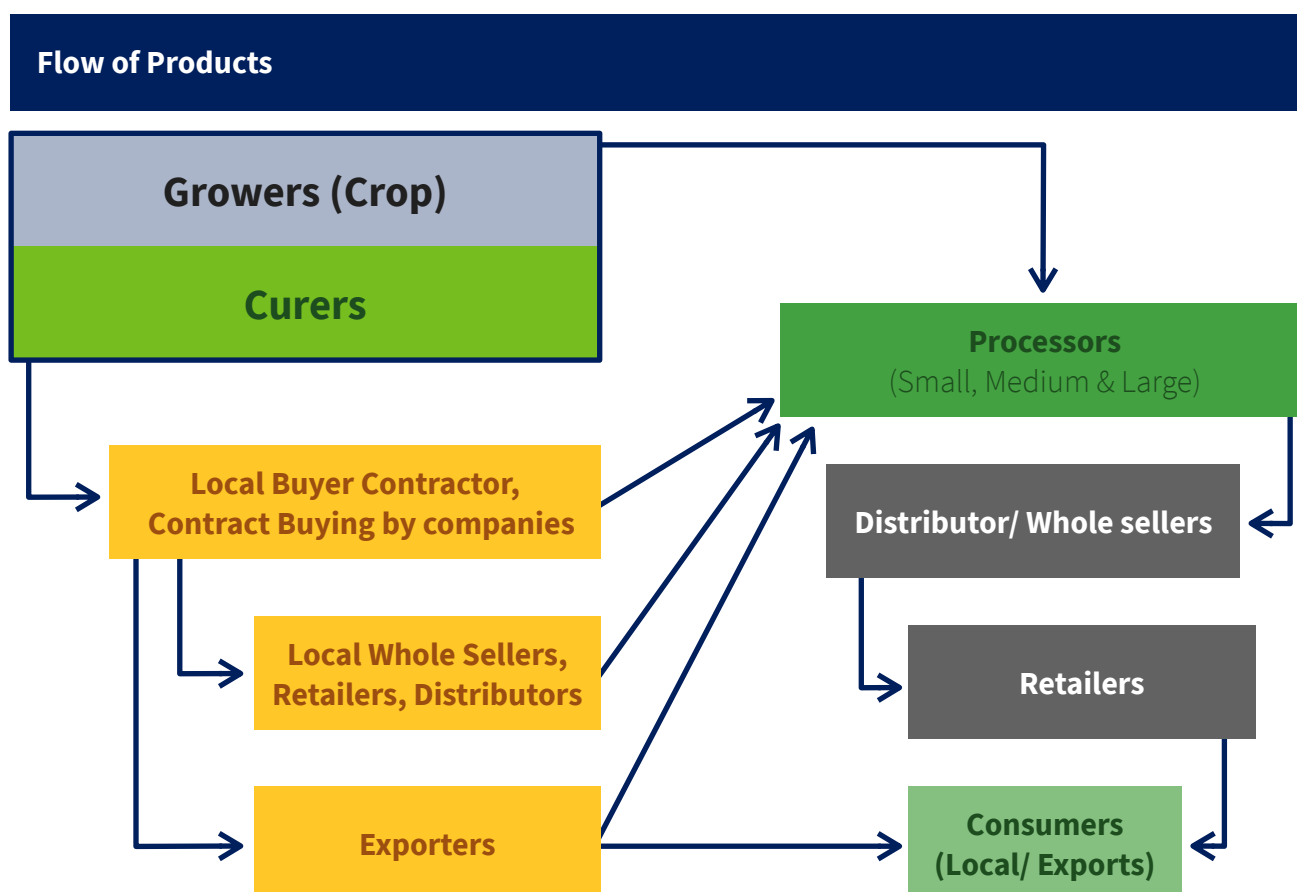 Flow of Products
Growers (Crop)
Curers
Processors
(Small, Medium & Large)
Local Buyer Contractor,
Contract Buying by companies
Distributor/ Whole sellers
Local Whole Sellers,
Retailers, Distributors
Retailers
Exporters
Consumers
(Local/ Exports)